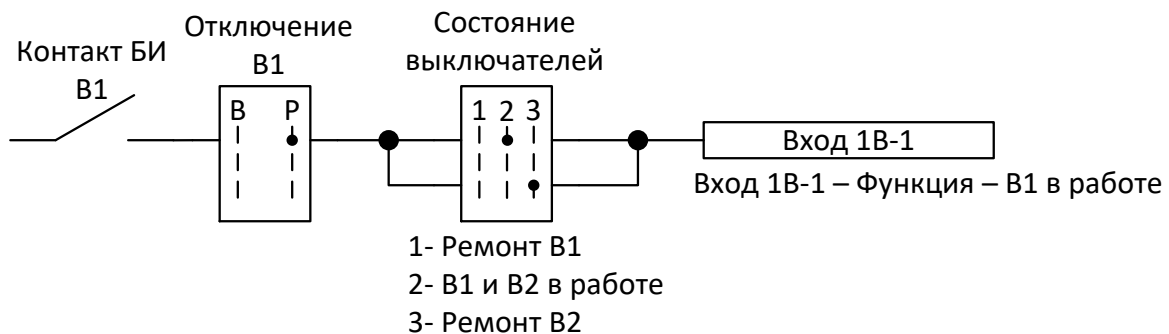 Отключение
В1
Состояние
выключателей
Контакт БИ
В1
В Р
1 2 3
Вход 1В-1
Вход 1В-1 – Функция – В1 в работе
1- Ремонт В1
2- В1 и В2 в работе
3- Ремонт В2